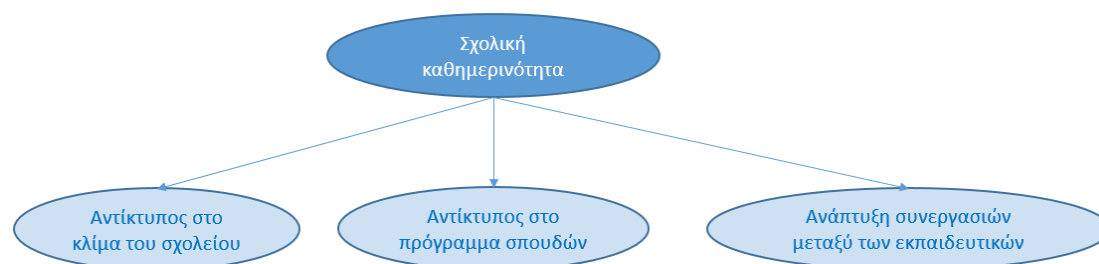 Σχολική
καθημερινότητα
Αντίκτυπος στο
κλίμα του σχολείου
Αντίκτυπος στο
πρόγραμμα σπουδών
Ανάπτυξη συνεργασιών
μεταξύ των εκπαιδευτικών